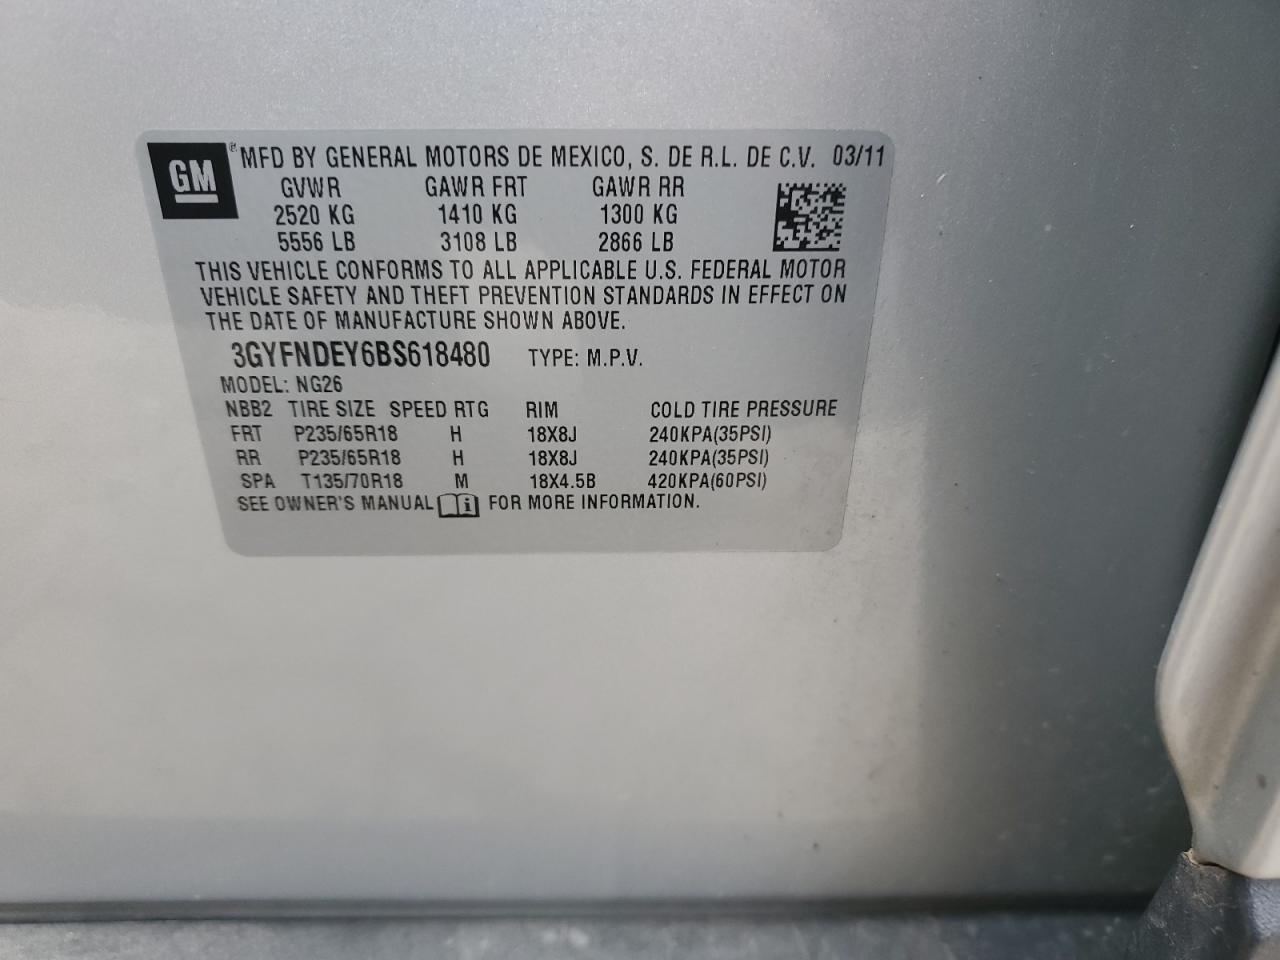 GM ® MFD BY GENERAL MOTORS DE MEXICO, S. DE R.L. DE C.V. 03/11
GVWR GAWR FRT GAWR RR
2520 KG 1410 KG 1300 KG
5556 LB 3108 LB 2866 LB
THIS VEHICLE CONFORMS TO ALL APPLICABLE U.S. FEDERAL MOTOR
VEHICLE SAFETY AND THEFT PREVENTION STANDARDS IN EFFECT ON
THE DATE OF MANUFACTURE SHOWN ABOVE.
3GYFNDEY6BS618480 TYPE: M.P.V.
MODEL: NG26
NBB2 TIRE SIZE SPEED RTG RIM COLD TIRE PRESSURE
FRT P235/65R18 H 18X8J 240KPA(35PSI)
RR P235/65R18 H 18X8J 240KPA(35PSI)
SPA T135/70R18 M 18X4.5B 420KPA(60PSI)
SEE OWNER'S MANUAL i FOR MORE INFORMATION.